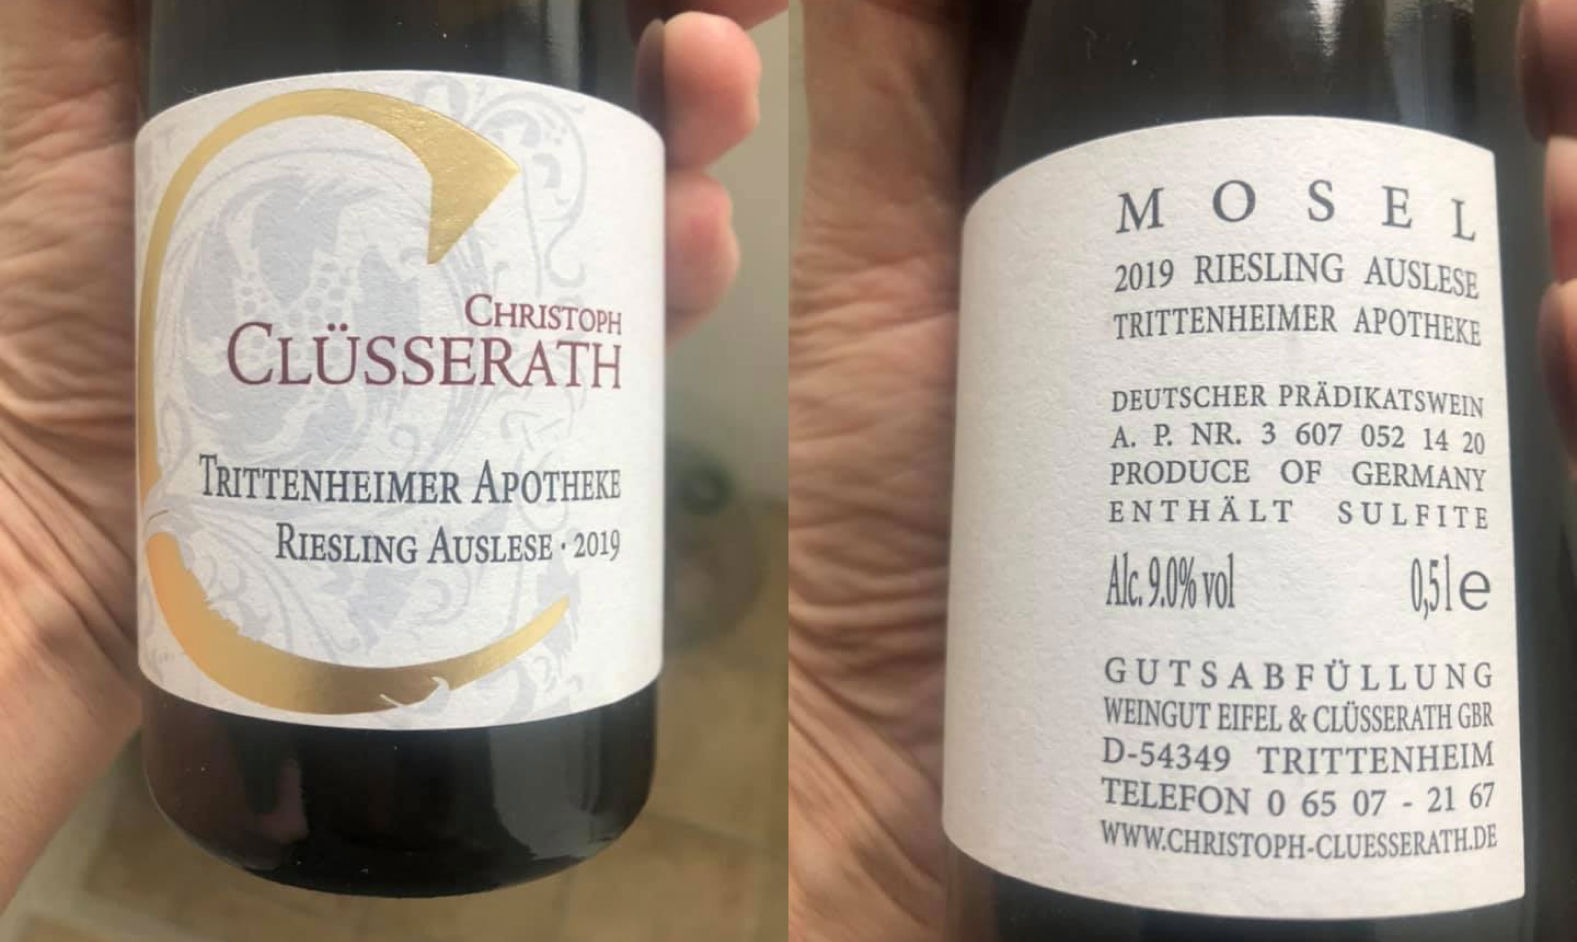 CHRISTOPH
CLÜSSERATH
TRITTENHEIMER APOTHEKE
RIESLING AUSLESE · 2019
MOSEL
2019 RIESLING AUSLESE
TRITTENHEIMER APOTHEKE
DEUTSCHER PRÄDIKATSWEIN
A. P. NR. 3 607 052 14 20
PRODUCE OF GERMANY
ENTHÄLT SULFITE
Alc. 9.0% vol 0,5 l e
GUTSABFÜLLUNG
WEINGUT EIFEL & CLÜSSERATH GBR
D-54349 TRITTENHEIM
TELEFON 0 65 07 - 21 67
WWW.CHRISTOPH-CLUESSERATH.DE